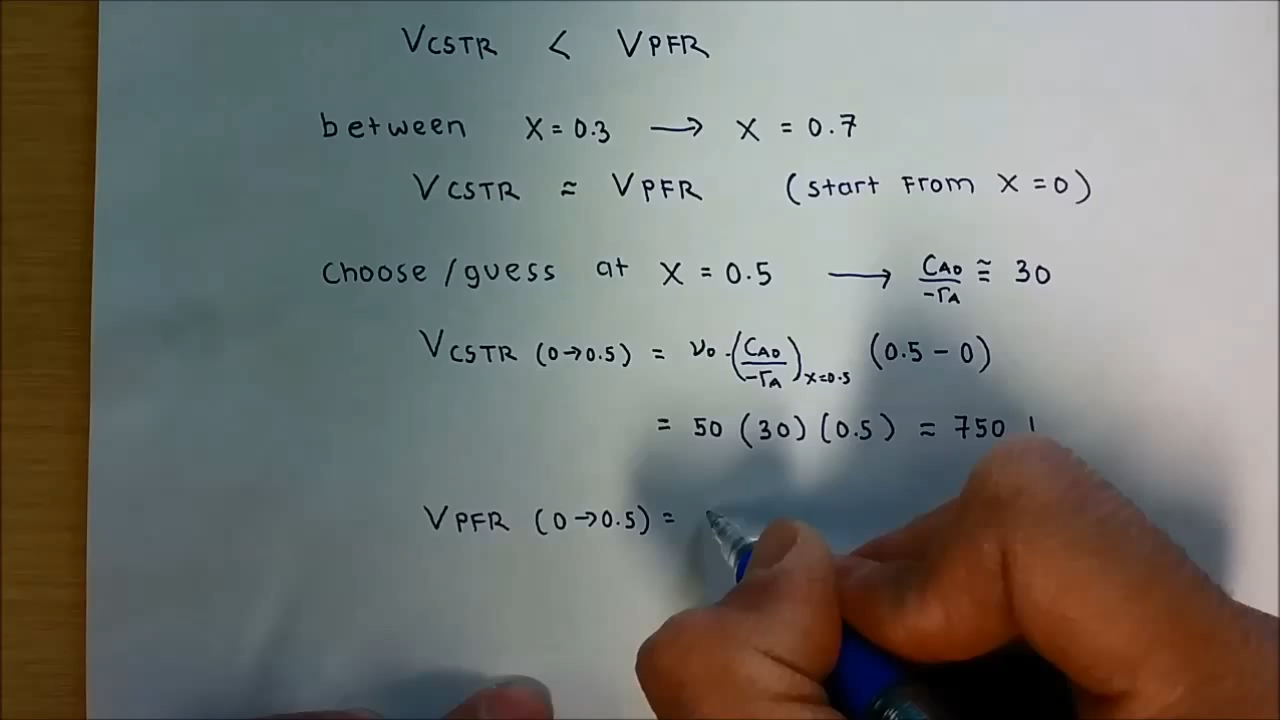 VCSTR < VPFR
between X = 0.3 → X = 0.7
VCSTR ≈ VPFR (start from X = 0)
choose/guess at X = 0.5 → CA0/-rA ≅ 30
VCSTR (0→0.5) = ν0 · (CA0/-rA)X=0.5 (0.5 - 0)
= 50 (30) (0.5) ≈ 750
VPFR (0→0.5) =